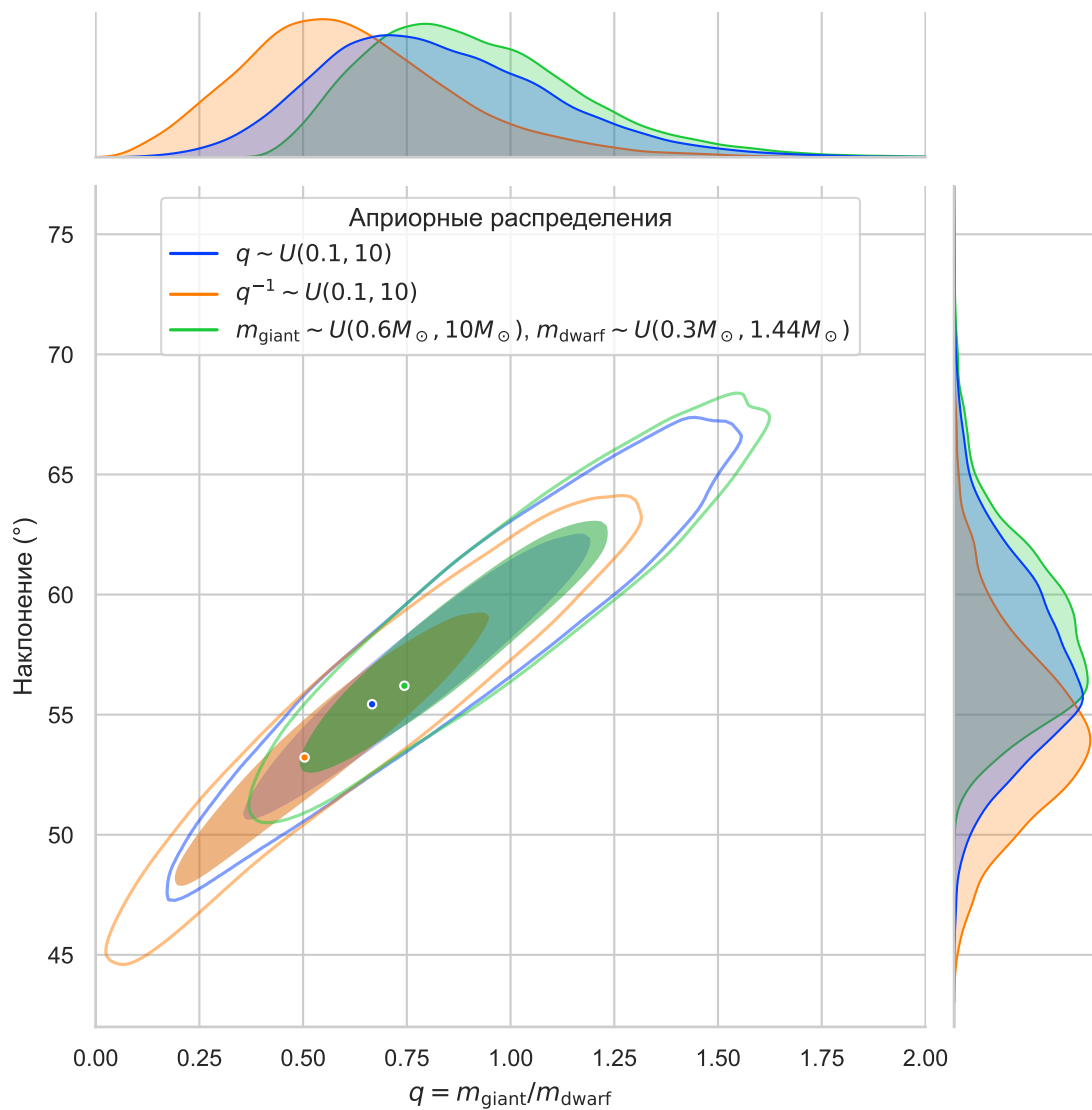 Априорные распределения
q ∼ U(0.1, 10)
q⁻¹ ∼ U(0.1, 10)
m_giant ∼ U(0.6M_⊙, 10M_⊙), m_dwarf ∼ U(0.3M_⊙, 1.44M_⊙)
75
70
65
60
55
50
45
Наклонение (°)
0.00 0.25 0.50 0.75 1.00 1.25 1.50 1.75 2.00
q = m_giant/m_dwarf